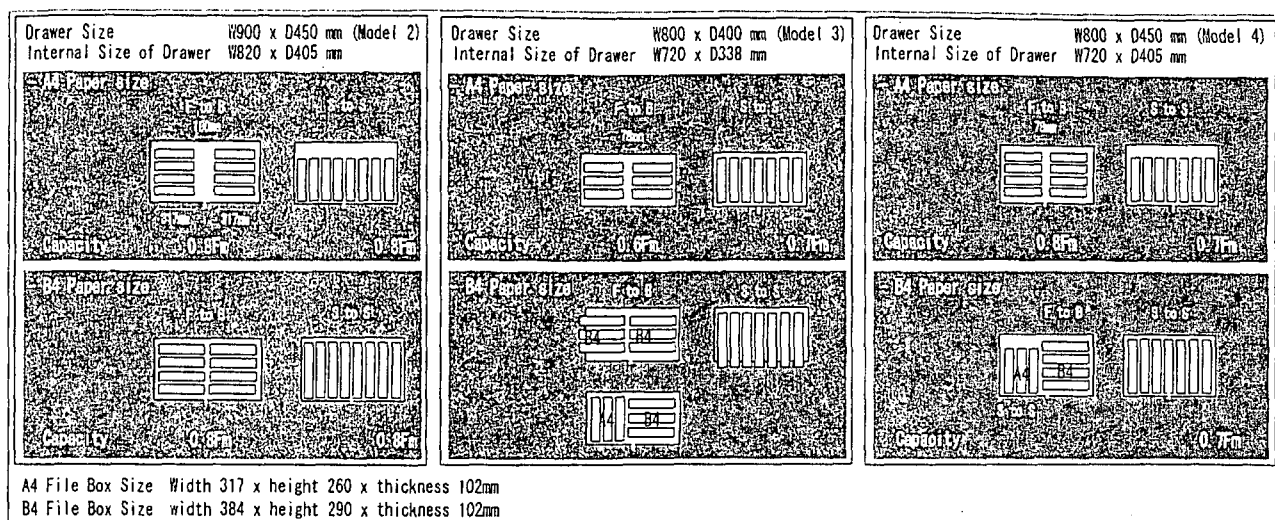 Drawer Size W900 x D450 mm (Model 2)
Internal Size of Drawer W820 x D405 mm
A4 Paper size
F to B
S to S
317mm 317mm
Capacity 0.8Fm 0.8Fm
B4 Paper size
F to B
S to S
Capacity 0.8Fm 0.8Fm
Drawer Size W800 x D400 mm (Model 3)
Internal Size of Drawer W720 x D338 mm
A4 Paper size
F to B
S to S
Capacity 0.6Fm 0.7Fm
B4 Paper size
F to B
S to S
B4 B4
A4 B4
Drawer Size W800 x D450 mm (Model 4)
Internal Size of Drawer W720 x D405 mm
A4 Paper size
F to B
S to S
Capacity 0.8Fm 0.7Fm
B4 Paper size
F to B
S to S
A4 B4
S to S
Capacity 0.7Fm
A4 File Box Size Width 317 x height 260 x thickness 102mm
B4 File Box Size width 384 x height 290 x thickness 102mm